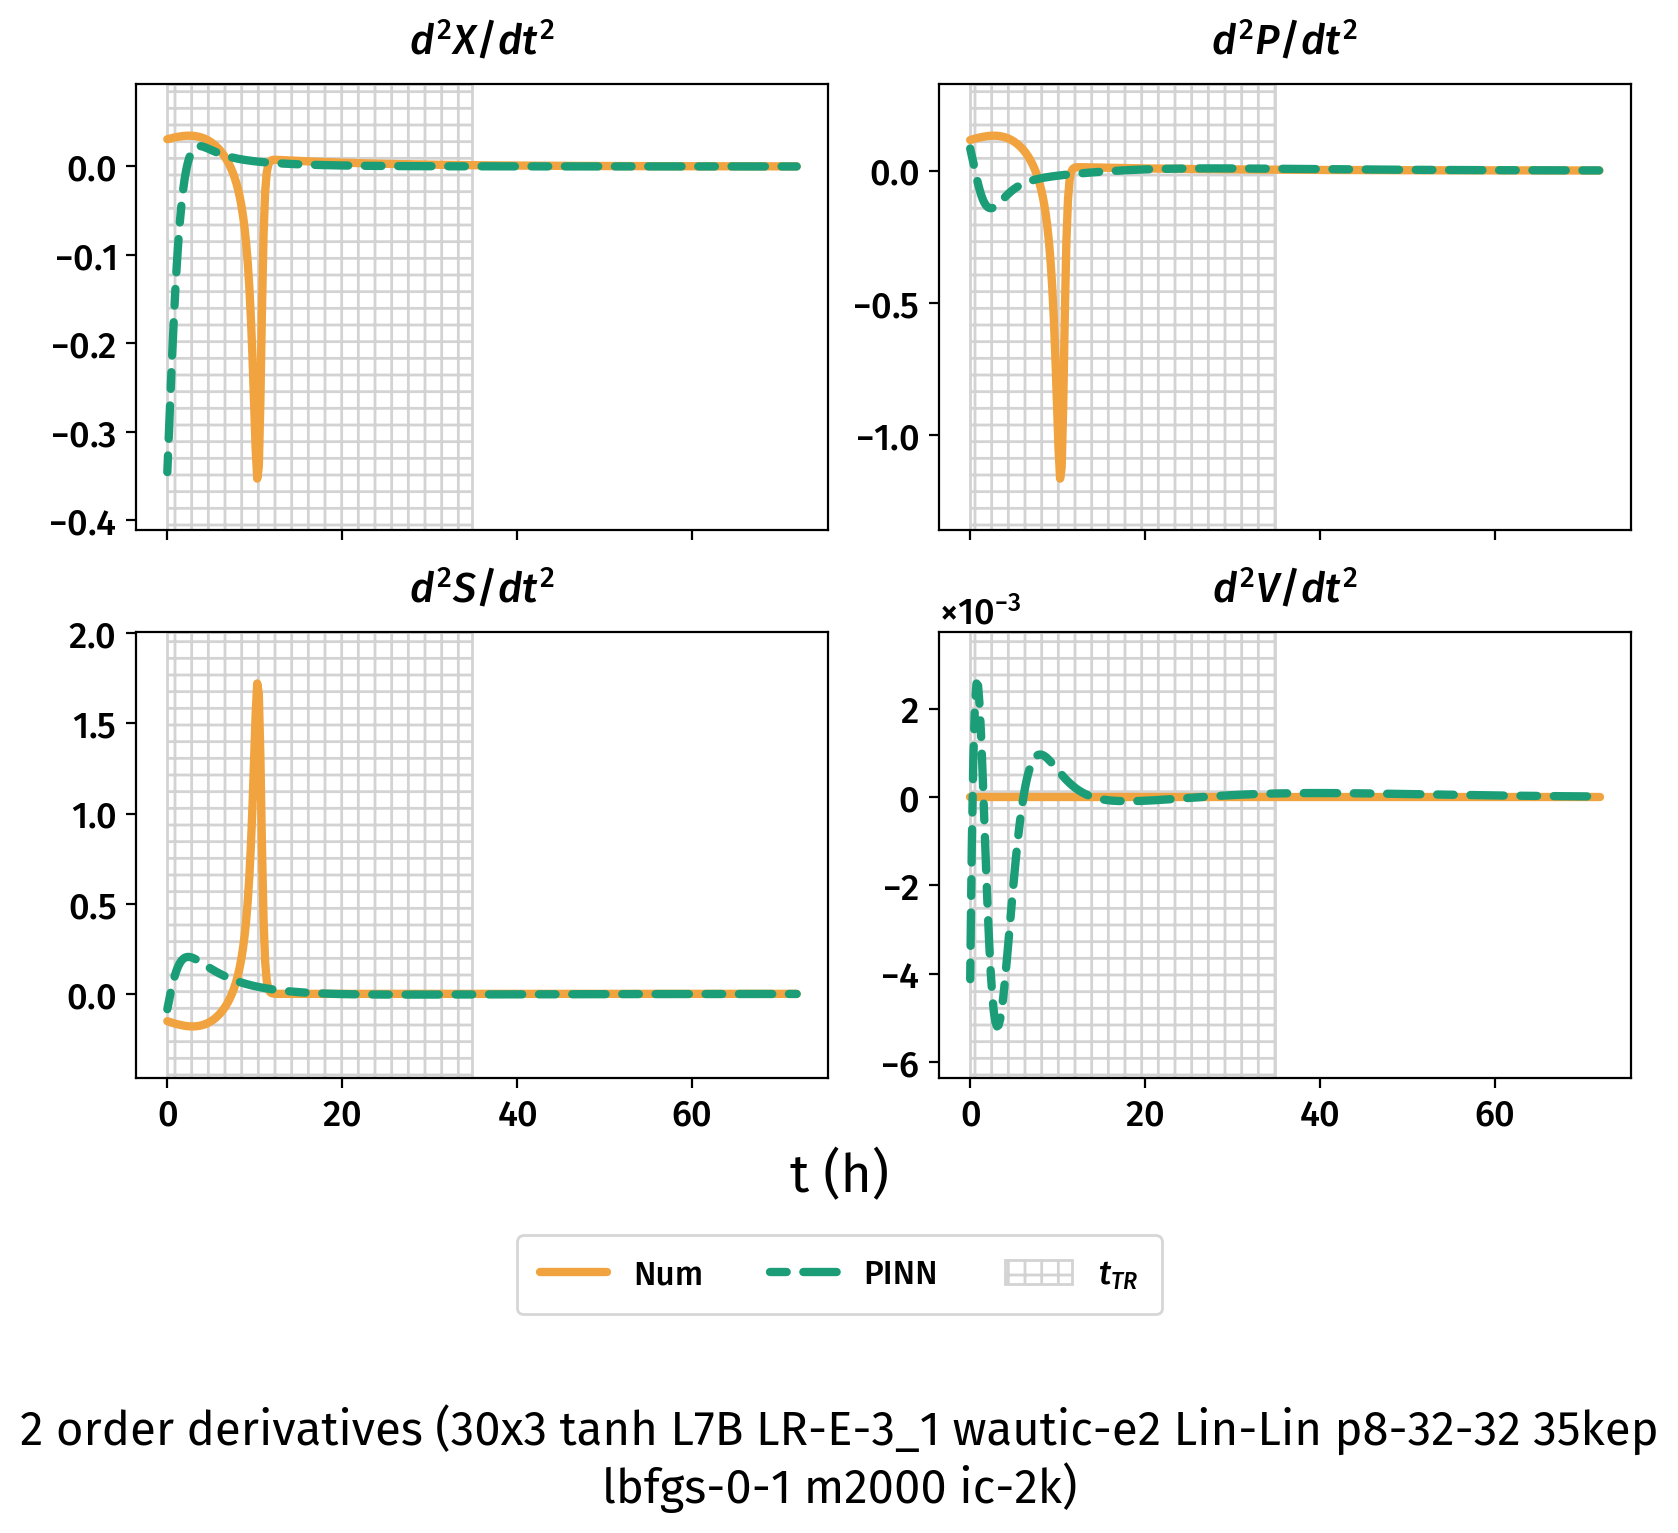 d²X/dt²
d²P/dt²
0.0
−0.1
−0.2
−0.3
−0.4
0.0
−0.5
−1.0
d²S/dt²
d²V/dt²
×10⁻³
2.0
1.5
1.0
0.5
0.0
2
0
−2
−4
−6
0 20 40 60
0 20 40 60
t (h)
Num PINN t_TR
2 order derivatives (30x3 tanh L7B LR-E-3_1 wautic-e2 Lin-Lin p8-32-32 35kep
lbfgs-0-1 m2000 ic-2k)